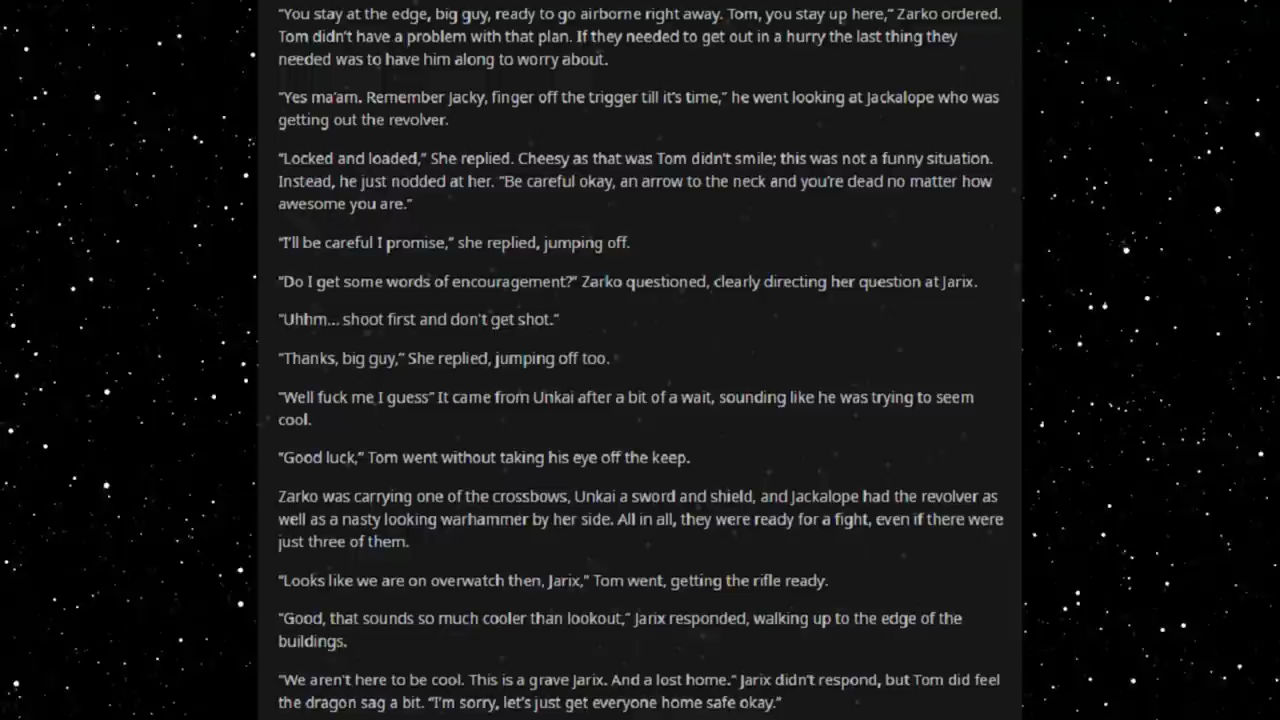 “You stay at the edge, big guy, ready to go airborne right away. Tom, you stay up here,” Zarko ordered.
Tom didn’t have a problem with that plan. If they needed to get out in a hurry the last thing they
needed was to have him along to worry about.
“Yes ma’am. Remember Jacky, finger off the trigger till it’s time,” he went looking at Jackalope who was
getting out the revolver.
“Locked and loaded,” She replied. Cheesy as that was Tom didn’t smile; this was not a funny situation.
Instead, he just nodded at her. “Be careful okay, an arrow to the neck and you’re dead no matter how
awesome you are.”
“I’ll be careful I promise,” she replied, jumping off.
“Do I get some words of encouragement?” Zarko questioned, clearly directing her question at Jarix.
“Uhhm... shoot first and don’t get shot.”
“Thanks, big guy,” She replied, jumping off too.
“Well fuck me I guess” It came from Unkai after a bit of a wait, sounding like he was trying to seem
cool.
“Good luck,” Tom went without taking his eye off the keep.
Zarko was carrying one of the crossbows, Unkai a sword and shield, and Jackalope had the revolver as
well as a nasty looking warhammer by her side. All in all, they were ready for a fight, even if there were
just three of them.
“Looks like we are on overwatch then, Jarix,” Tom went, getting the rifle ready.
“Good, that sounds so much cooler than lookout,” Jarix responded, walking up to the edge of the
buildings.
“We aren’t here to be cool. This is a grave Jarix. And a lost home.” Jarix didn’t respond, but Tom did feel
the dragon sag a bit. “I’m sorry, let’s just get everyone home safe okay.”